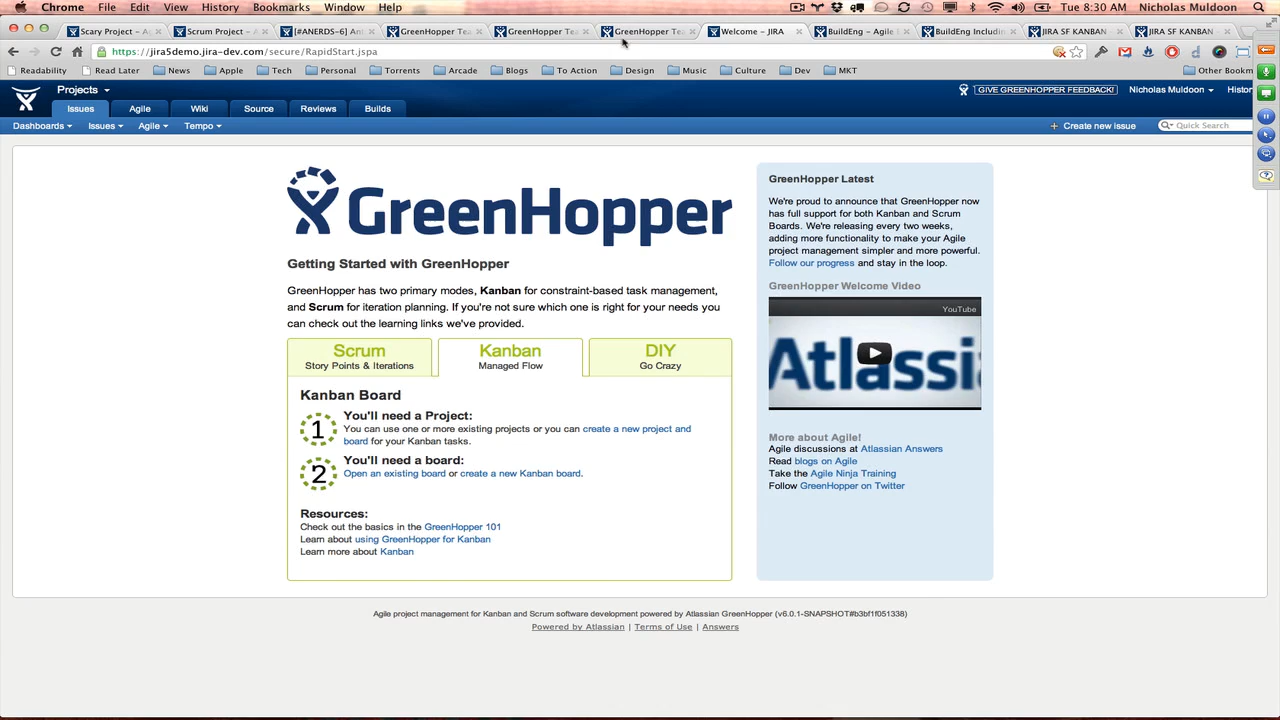 Chrome File Edit View History Bookmarks Window Help Tue 8:30 AM Nicholas Muldoon
Scary Project – Ag Scrum Project – A [#ANERDS-6] An GreenHopper Tea GreenHopper Tea GreenHopper Tea Welcome – JIRA BuildEng – Agile BuildEng Includin JIRA SF KANBAN JIRA SF KANBAN
https://jira5demo.jira-dev.com/secure/RapidStart.jspa
Readability Read Later News Apple Tech Personal Torrents Arcade Blogs To Action Design Music Culture Dev MKT Other Bookm
Projects GIVE GREENHOPPER FEEDBACK! Nicholas Muldoon Histor
Issues Agile Wiki Source Reviews Builds
Dashboards Issues Agile Tempo + Create new issue Quick Search
GreenHopper
Getting Started with GreenHopper
GreenHopper has two primary modes, Kanban for constraint-based task management,
and Scrum for iteration planning. If you're not sure which one is right for your needs you
can check out the learning links we've provided.
Scrum
Story Points & Iterations
Kanban
Managed Flow
DIY
Go Crazy
Kanban Board
1 You'll need a Project:
You can use one or more existing projects or you can create a new project and
board for your Kanban tasks.
2 You'll need a board:
Open an existing board or create a new Kanban board.
Resources:
Check out the basics in the GreenHopper 101
Learn about using GreenHopper for Kanban
Learn more about Kanban
GreenHopper Latest
We're proud to announce that GreenHopper now
has full support for both Kanban and Scrum
Boards. We're releasing every two weeks,
adding more functionality to make your Agile
project management simpler and more powerful.
Follow our progress and stay in the loop.
GreenHopper Welcome Video
YouTube
Atlassi
More about Agile!
Agile discussions at Atlassian Answers
Read blogs on Agile
Take the Agile Ninja Training
Follow GreenHopper on Twitter
Agile project management for Kanban and Scrum software development powered by Atlassian GreenHopper (v6.0.1-SNAPSHOT#b3bf1f051338)
Powered by Atlassian | Terms of Use | Answers